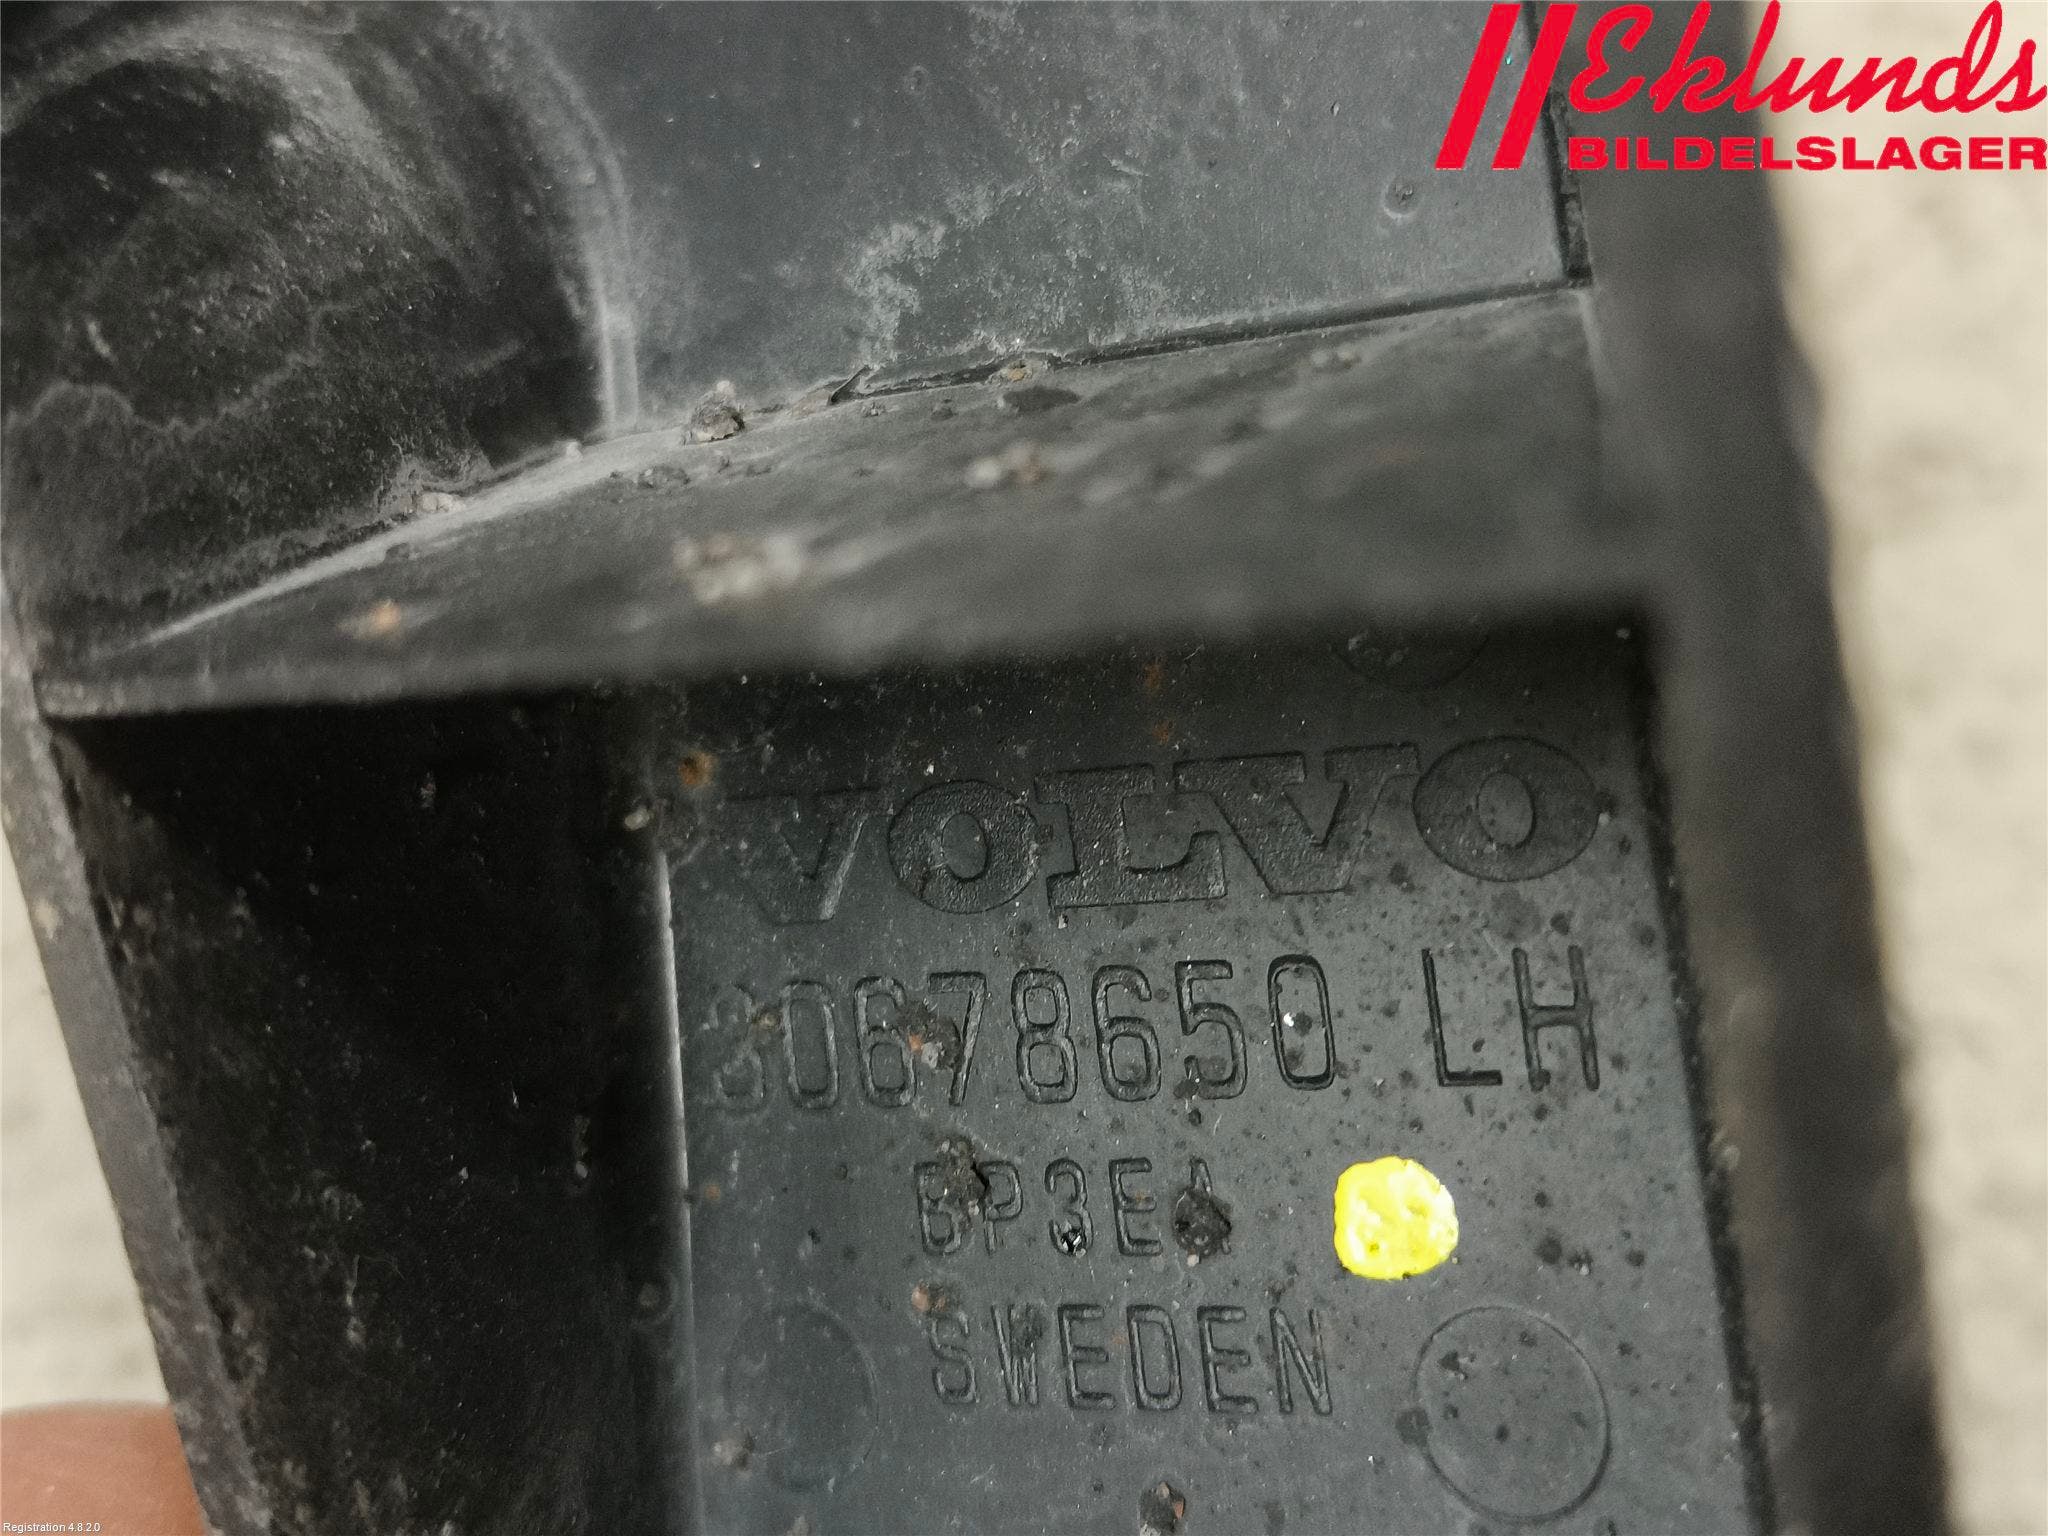 Eklunds
BILDELSLAGER
VOLVO
30678650 LH
SWEDEN
Registration 4.8.2.0